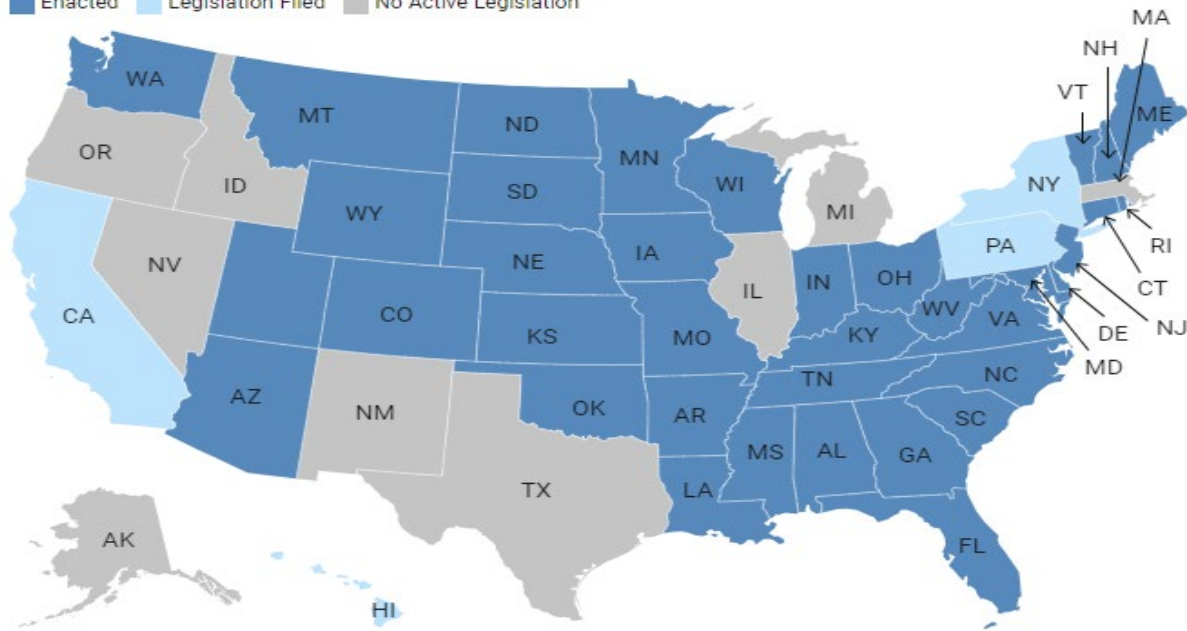 Enacted Legislation Filed No Active Legislation
MA
NH
VT
WA
MT
ND
ME
OR
MN
ID
SD
WI
NY
WY
MI
RI
IA
PA
NV
NE
IL
IN
OH
CT
CA
CO
WV
VA
NJ
KS
MO
KY
DE
MD
TN
NC
AZ
NM
OK
AR
SC
MS
AL
GA
TX
LA
AK
FL
HI